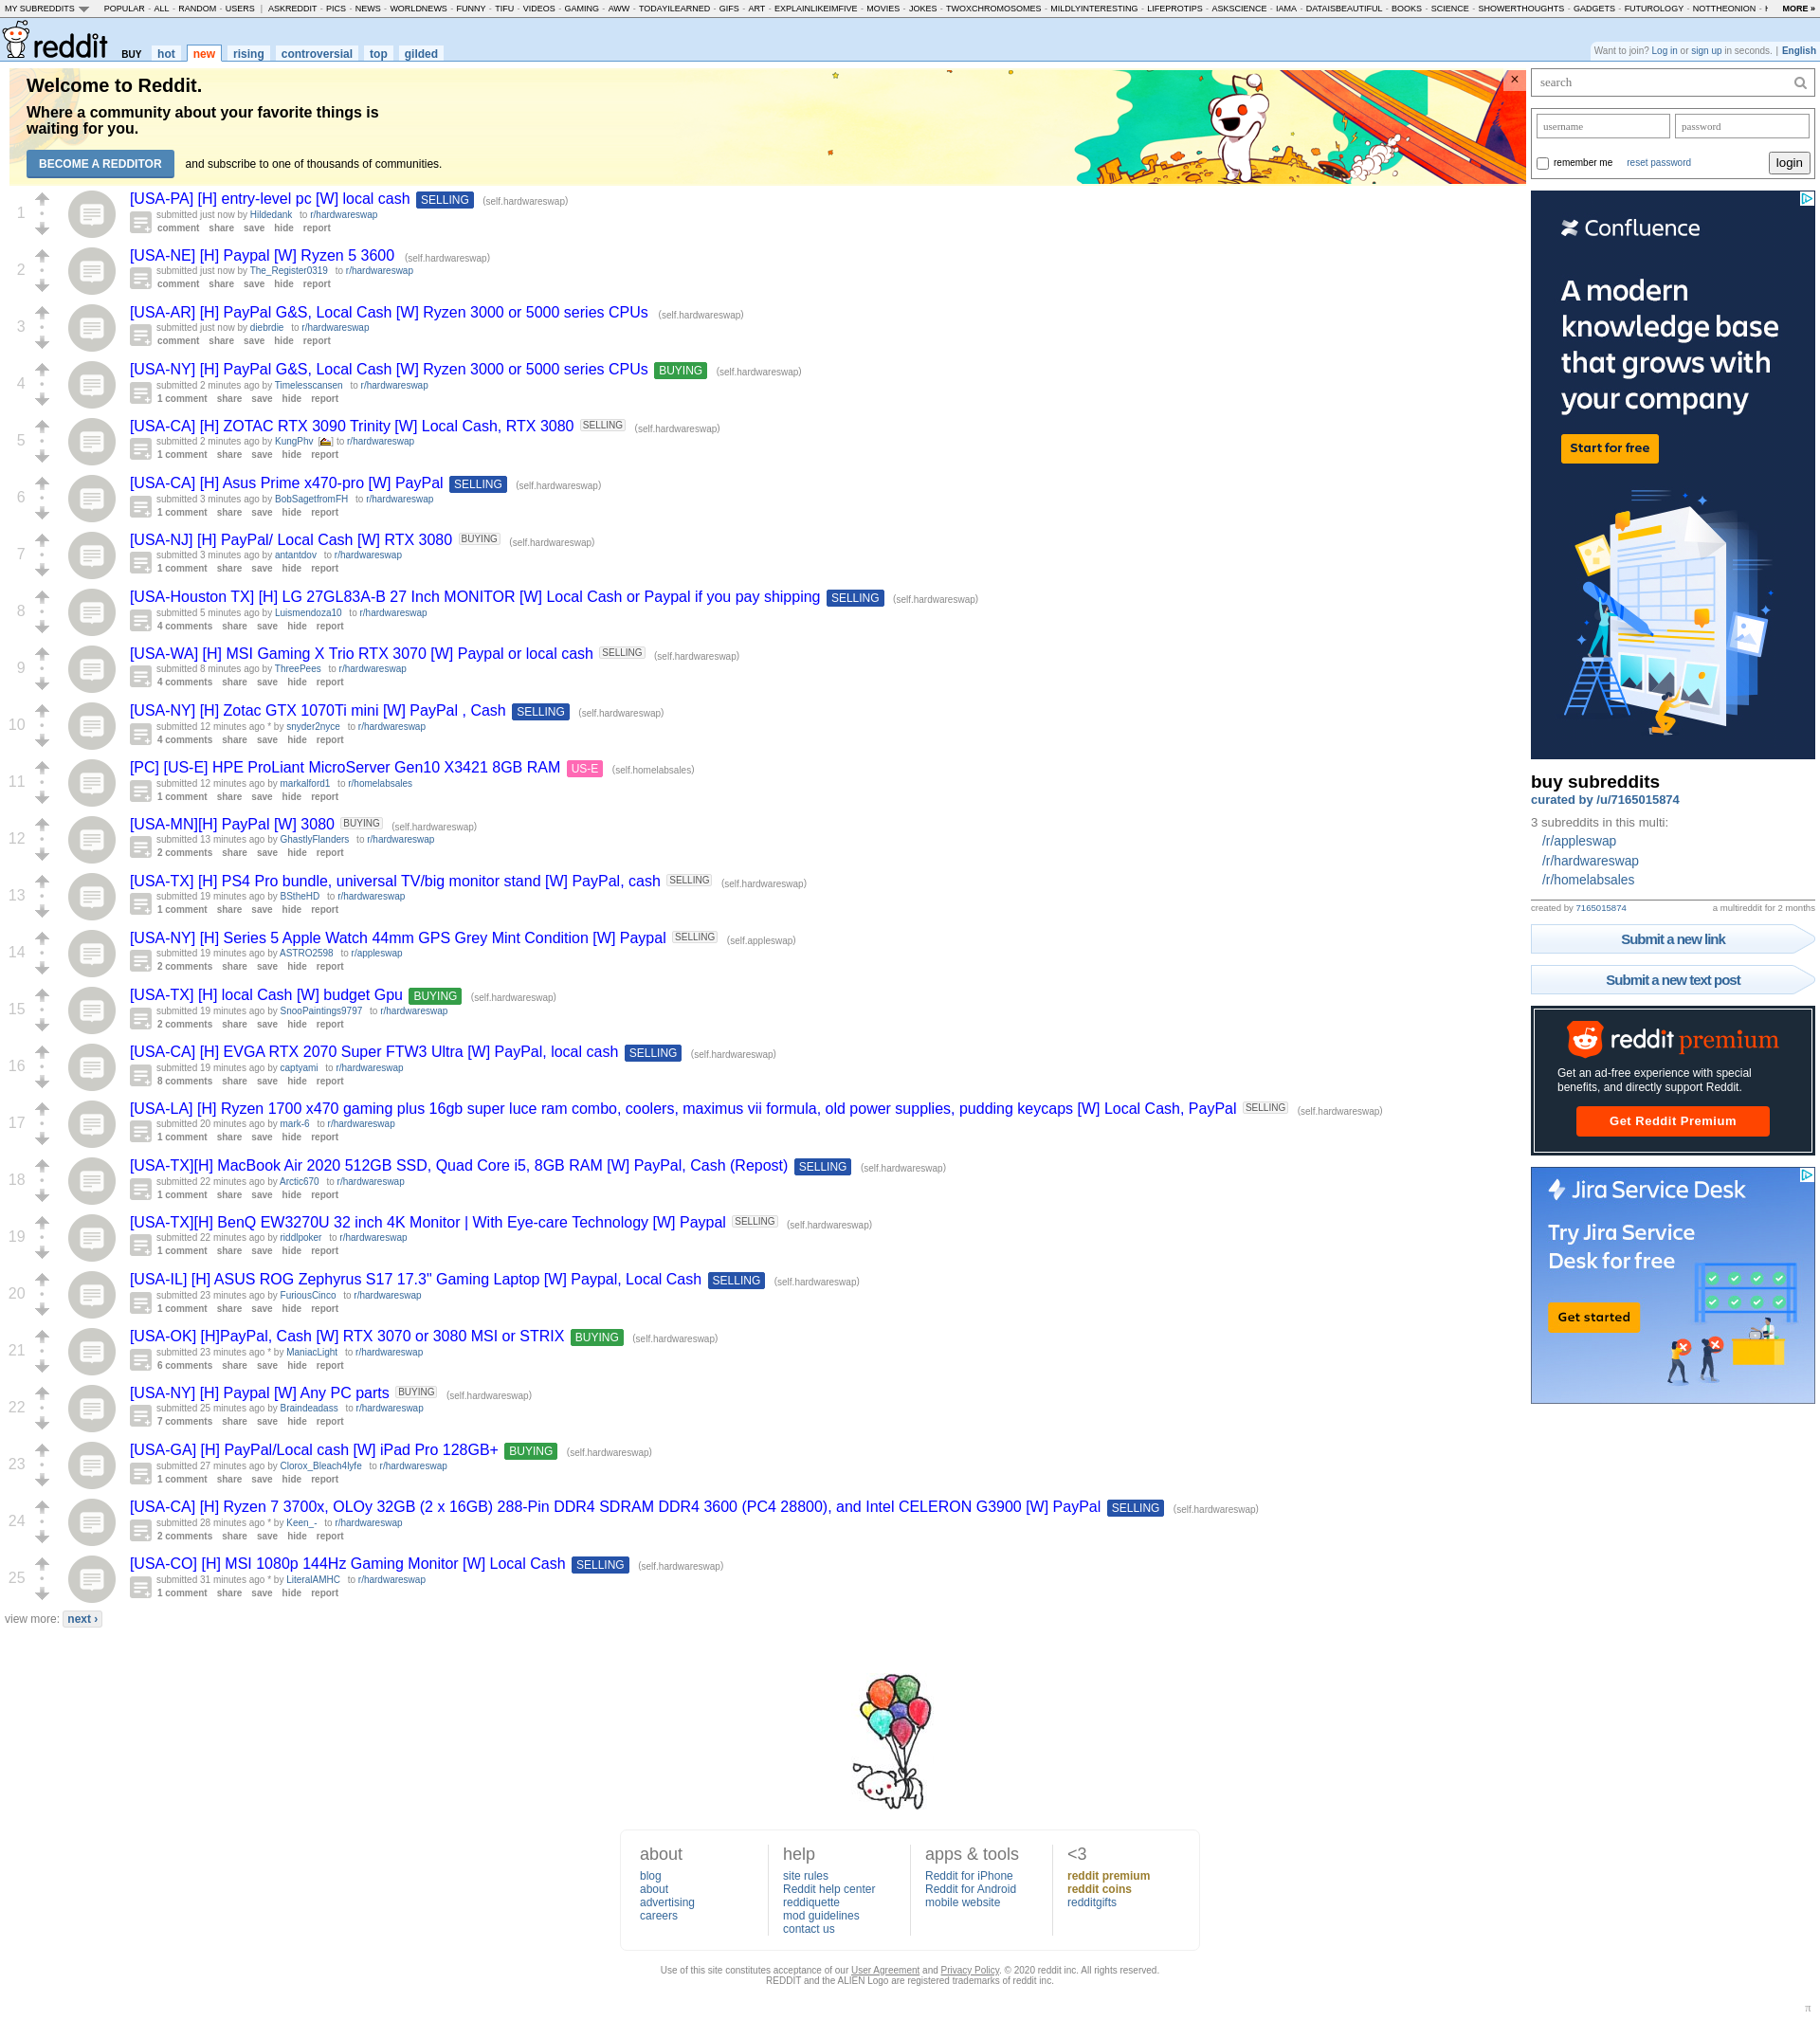 MY SUBREDDITS POPULAR - ALL - RANDOM - USERS | ASKREDDIT - PICS - NEWS - WORLDNEWS - FUNNY - TIFU - VIDEOS - GAMING - AWW - TODAYILEARNED - GIFS - ART - EXPLAINLIKEIMFIVE - MOVIES - JOKES - TWOXCHROMOSOMES - MILDLYINTERESTING - LIFEPROTIPS - ASKSCIENCE - IAMA - DATAISBEAUTIFUL - BOOKS - SCIENCE - SHOWERTHOUGHTS - GADGETS - FUTUROLOGY - NOTTHEONION - MORE »
reddit BUY hot new rising controversial top gilded
Want to join? Log in or sign up in seconds. | English
Welcome to Reddit.
Where a community about your favorite things is
waiting for you.
BECOME A REDDITOR and subscribe to one of thousands of communities.
×
1
[USA-PA] [H] entry-level pc [W] local cash SELLING (self.hardwareswap)
submitted just now by Hildedank to r/hardwareswap
comment share save hide report
2
[USA-NE] [H] Paypal [W] Ryzen 5 3600 (self.hardwareswap)
submitted just now by The_Register0319 to r/hardwareswap
comment share save hide report
3
[USA-AR] [H] PayPal G&S, Local Cash [W] Ryzen 3000 or 5000 series CPUs (self.hardwareswap)
submitted just now by diebrdie to r/hardwareswap
comment share save hide report
4
[USA-NY] [H] PayPal G&S, Local Cash [W] Ryzen 3000 or 5000 series CPUs BUYING (self.hardwareswap)
submitted 2 minutes ago by Timelesscansen to r/hardwareswap
1 comment share save hide report
5
[USA-CA] [H] ZOTAC RTX 3090 Trinity [W] Local Cash, RTX 3080 SELLING (self.hardwareswap)
submitted 2 minutes ago by KungPhv [] to r/hardwareswap
1 comment share save hide report
6
[USA-CA] [H] Asus Prime x470-pro [W] PayPal SELLING (self.hardwareswap)
submitted 3 minutes ago by BobSagetfromFH to r/hardwareswap
1 comment share save hide report
7
[USA-NJ] [H] PayPal/ Local Cash [W] RTX 3080 BUYING (self.hardwareswap)
submitted 3 minutes ago by antantdov to r/hardwareswap
1 comment share save hide report
8
[USA-Houston TX] [H] LG 27GL83A-B 27 Inch MONITOR [W] Local Cash or Paypal if you pay shipping SELLING (self.hardwareswap)
submitted 5 minutes ago by Luismendoza10 to r/hardwareswap
4 comments share save hide report
9
[USA-WA] [H] MSI Gaming X Trio RTX 3070 [W] Paypal or local cash SELLING (self.hardwareswap)
submitted 8 minutes ago by ThreePees to r/hardwareswap
4 comments share save hide report
10
[USA-NY] [H] Zotac GTX 1070Ti mini [W] PayPal , Cash SELLING (self.hardwareswap)
submitted 12 minutes ago * by snyder2nyce to r/hardwareswap
4 comments share save hide report
11
[PC] [US-E] HPE ProLiant MicroServer Gen10 X3421 8GB RAM US-E (self.homelabsales)
submitted 12 minutes ago by markalford1 to r/homelabsales
1 comment share save hide report
12
[USA-MN][H] PayPal [W] 3080 BUYING (self.hardwareswap)
submitted 13 minutes ago by GhastlyFlanders to r/hardwareswap
2 comments share save hide report
13
[USA-TX] [H] PS4 Pro bundle, universal TV/big monitor stand [W] PayPal, cash SELLING (self.hardwareswap)
submitted 19 minutes ago by BStheHD to r/hardwareswap
1 comment share save hide report
14
[USA-NY] [H] Series 5 Apple Watch 44mm GPS Grey Mint Condition [W] Paypal SELLING (self.appleswap)
submitted 19 minutes ago by ASTRO2598 to r/appleswap
2 comments share save hide report
15
[USA-TX] [H] local Cash [W] budget Gpu BUYING (self.hardwareswap)
submitted 19 minutes ago by SnooPaintings9797 to r/hardwareswap
2 comments share save hide report
16
[USA-CA] [H] EVGA RTX 2070 Super FTW3 Ultra [W] PayPal, local cash SELLING (self.hardwareswap)
submitted 19 minutes ago by captyami to r/hardwareswap
8 comments share save hide report
17
[USA-LA] [H] Ryzen 1700 x470 gaming plus 16gb super luce ram combo, coolers, maximus vii formula, old power supplies, pudding keycaps [W] Local Cash, PayPal SELLING (self.hardwareswap)
submitted 20 minutes ago by mark-6 to r/hardwareswap
1 comment share save hide report
18
[USA-TX][H] MacBook Air 2020 512GB SSD, Quad Core i5, 8GB RAM [W] PayPal, Cash (Repost) SELLING (self.hardwareswap)
submitted 22 minutes ago by Arctic670 to r/hardwareswap
1 comment share save hide report
19
[USA-TX][H] BenQ EW3270U 32 inch 4K Monitor | With Eye-care Technology [W] Paypal SELLING (self.hardwareswap)
submitted 22 minutes ago by riddlpoker to r/hardwareswap
1 comment share save hide report
20
[USA-IL] [H] ASUS ROG Zephyrus S17 17.3" Gaming Laptop [W] Paypal, Local Cash SELLING (self.hardwareswap)
submitted 23 minutes ago by FuriousCinco to r/hardwareswap
1 comment share save hide report
21
[USA-OK] [H]PayPal, Cash [W] RTX 3070 or 3080 MSI or STRIX BUYING (self.hardwareswap)
submitted 23 minutes ago * by ManiacLight to r/hardwareswap
6 comments share save hide report
22
[USA-NY] [H] Paypal [W] Any PC parts BUYING (self.hardwareswap)
submitted 25 minutes ago by Braindeadass to r/hardwareswap
7 comments share save hide report
23
[USA-GA] [H] PayPal/Local cash [W] iPad Pro 128GB+ BUYING (self.hardwareswap)
submitted 27 minutes ago by Clorox_Bleach4lyfe to r/hardwareswap
1 comment share save hide report
24
[USA-CA] [H] Ryzen 7 3700x, OLOy 32GB (2 x 16GB) 288-Pin DDR4 SDRAM DDR4 3600 (PC4 28800), and Intel CELERON G3900 [W] PayPal SELLING (self.hardwareswap)
submitted 28 minutes ago * by Keen_- to r/hardwareswap
2 comments share save hide report
25
[USA-CO] [H] MSI 1080p 144Hz Gaming Monitor [W] Local Cash SELLING (self.hardwareswap)
submitted 31 minutes ago * by LiteralAMHC to r/hardwareswap
1 comment share save hide report
view more: next ›
search
username password
remember me reset password login
Confluence
A modern
knowledge base
that grows with
your company
Start for free
buy subreddits
curated by /u/7165015874
3 subreddits in this multi:
/r/appleswap
/r/hardwareswap
/r/homelabsales
created by 7165015874 a multireddit for 2 months
Submit a new link
Submit a new text post
reddit premium
Get an ad-free experience with special
benefits, and directly support Reddit.
Get Reddit Premium
Jira Service Desk
Try Jira Service
Desk for free
Get started
about
blog
about
advertising
careers
help
site rules
Reddit help center
reddiquette
mod guidelines
contact us
apps & tools
Reddit for iPhone
Reddit for Android
mobile website
<3
reddit premium
reddit coins
redditgifts
Use of this site constitutes acceptance of our User Agreement and Privacy Policy. © 2020 reddit inc. All rights reserved.
REDDIT and the ALIEN Logo are registered trademarks of reddit inc.
π